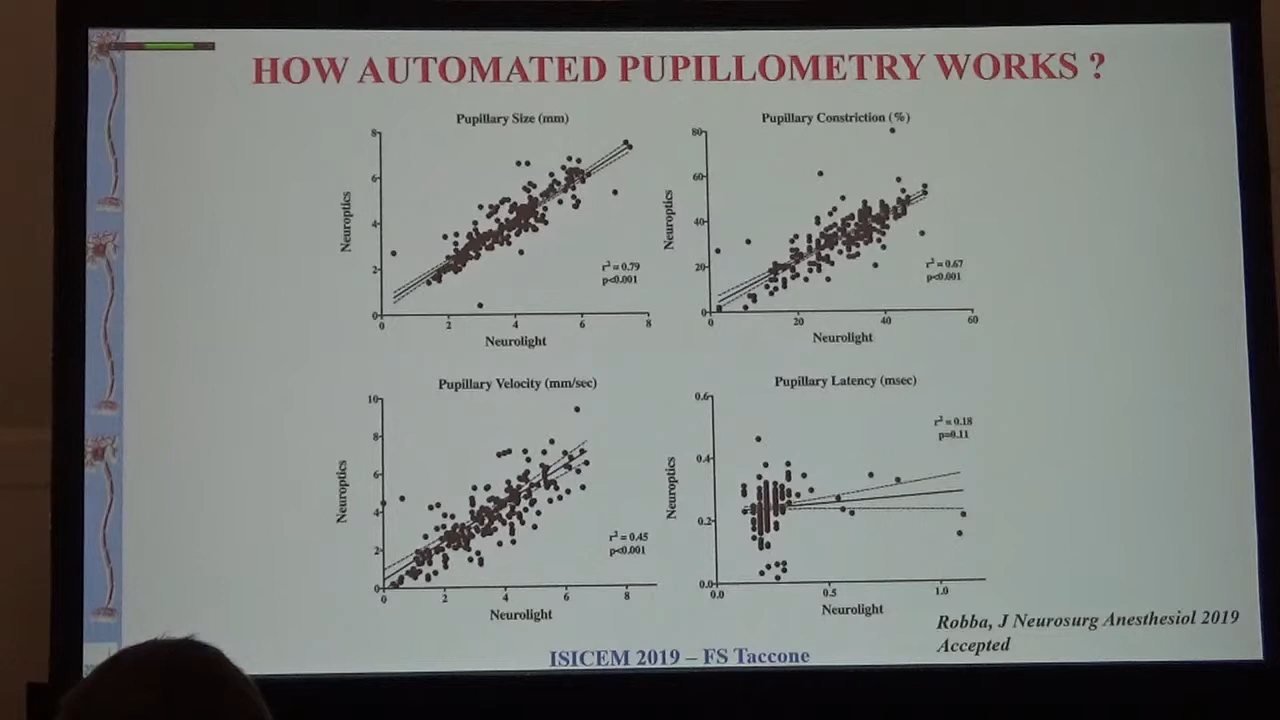 HOW AUTOMATED PUPILLOMETRY WORKS ?
Pupillary Size (mm)
8
6
4
2
0
Neuroptics
r² = 0.79
p<0.001
0 2 4 6 8
Neurolight
Pupillary Constriction (%)
80
60
40
20
0
Neuroptics
r² = 0.67
p<0.001
0 20 40 60
Neurolight
Pupillary Velocity (mm/sec)
10
8
6
4
2
0
Neuroptics
r² = 0.45
p<0.001
0 2 4 6 8
Neurolight
Pupillary Latency (msec)
0.6
0.4
0.2
0.0
Neuroptics
r² = 0.18
p=0.11
0.0 0.5 1.0
Neurolight
Robba, J Neurosurg Anesthesiol 2019
Accepted
ISICEM 2019 – FS Taccone